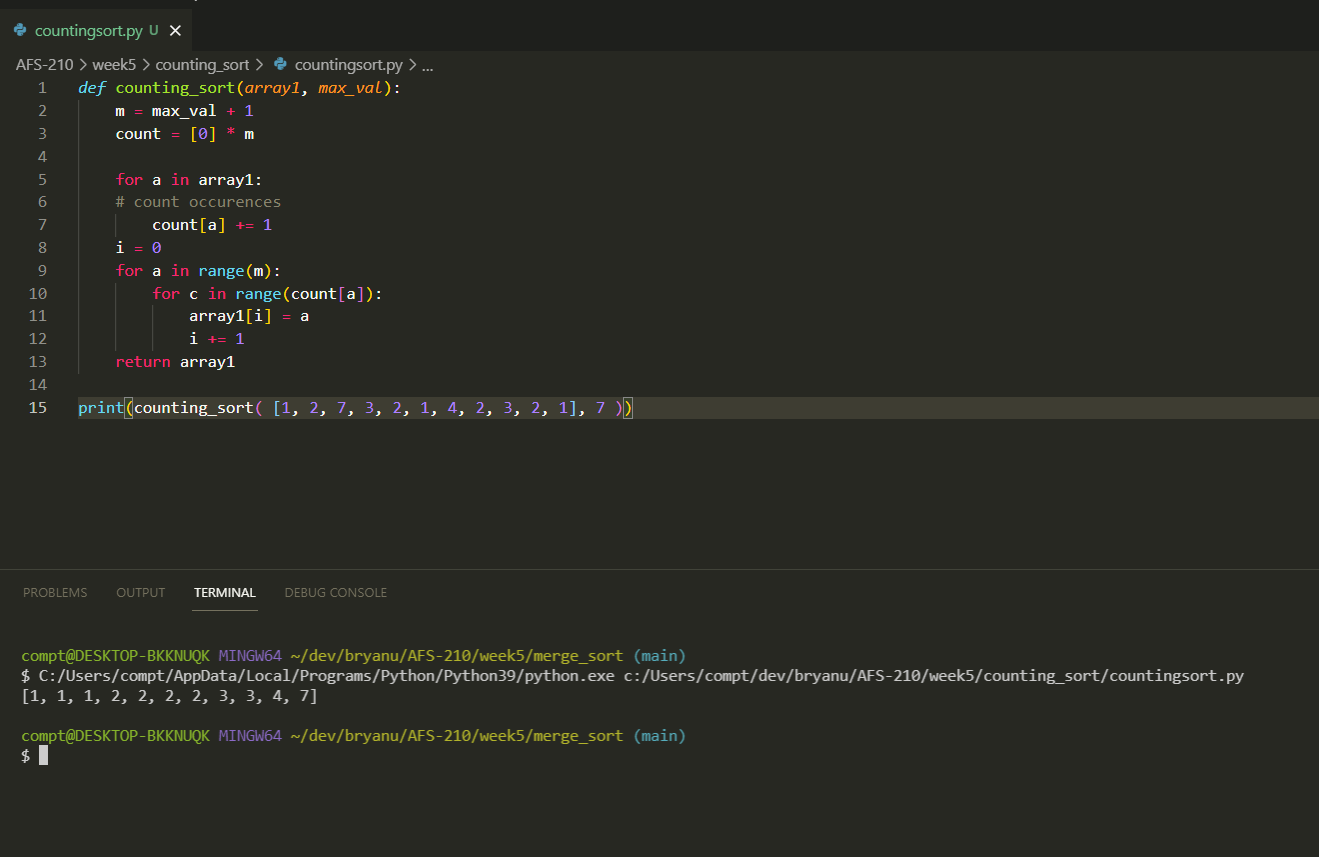 countingsort.py U
AFS-210 > week5 > counting_sort > countingsort.py > ...
1 def counting_sort(array1, max_val):
2     m = max_val + 1
3     count = [0] * m
4
5     for a in array1:
6     # count occurences
7         count[a] += 1
8     i = 0
9     for a in range(m):
10         for c in range(count[a]):
11             array1[i] = a
12             i += 1
13     return array1
14
15 print(counting_sort( [1, 2, 7, 3, 2, 1, 4, 2, 3, 2, 1], 7 ))
PROBLEMS OUTPUT TERMINAL DEBUG CONSOLE
compt@DESKTOP-BKKNUQK MINGW64 ~/dev/bryanu/AFS-210/week5/merge_sort (main)
$ C:/Users/compt/AppData/Local/Programs/Python/Python39/python.exe c:/Users/compt/dev/bryanu/AFS-210/week5/counting_sort/countingsort.py
[1, 1, 1, 2, 2, 2, 2, 3, 3, 4, 7]
compt@DESKTOP-BKKNUQK MINGW64 ~/dev/bryanu/AFS-210/week5/merge_sort (main)
$